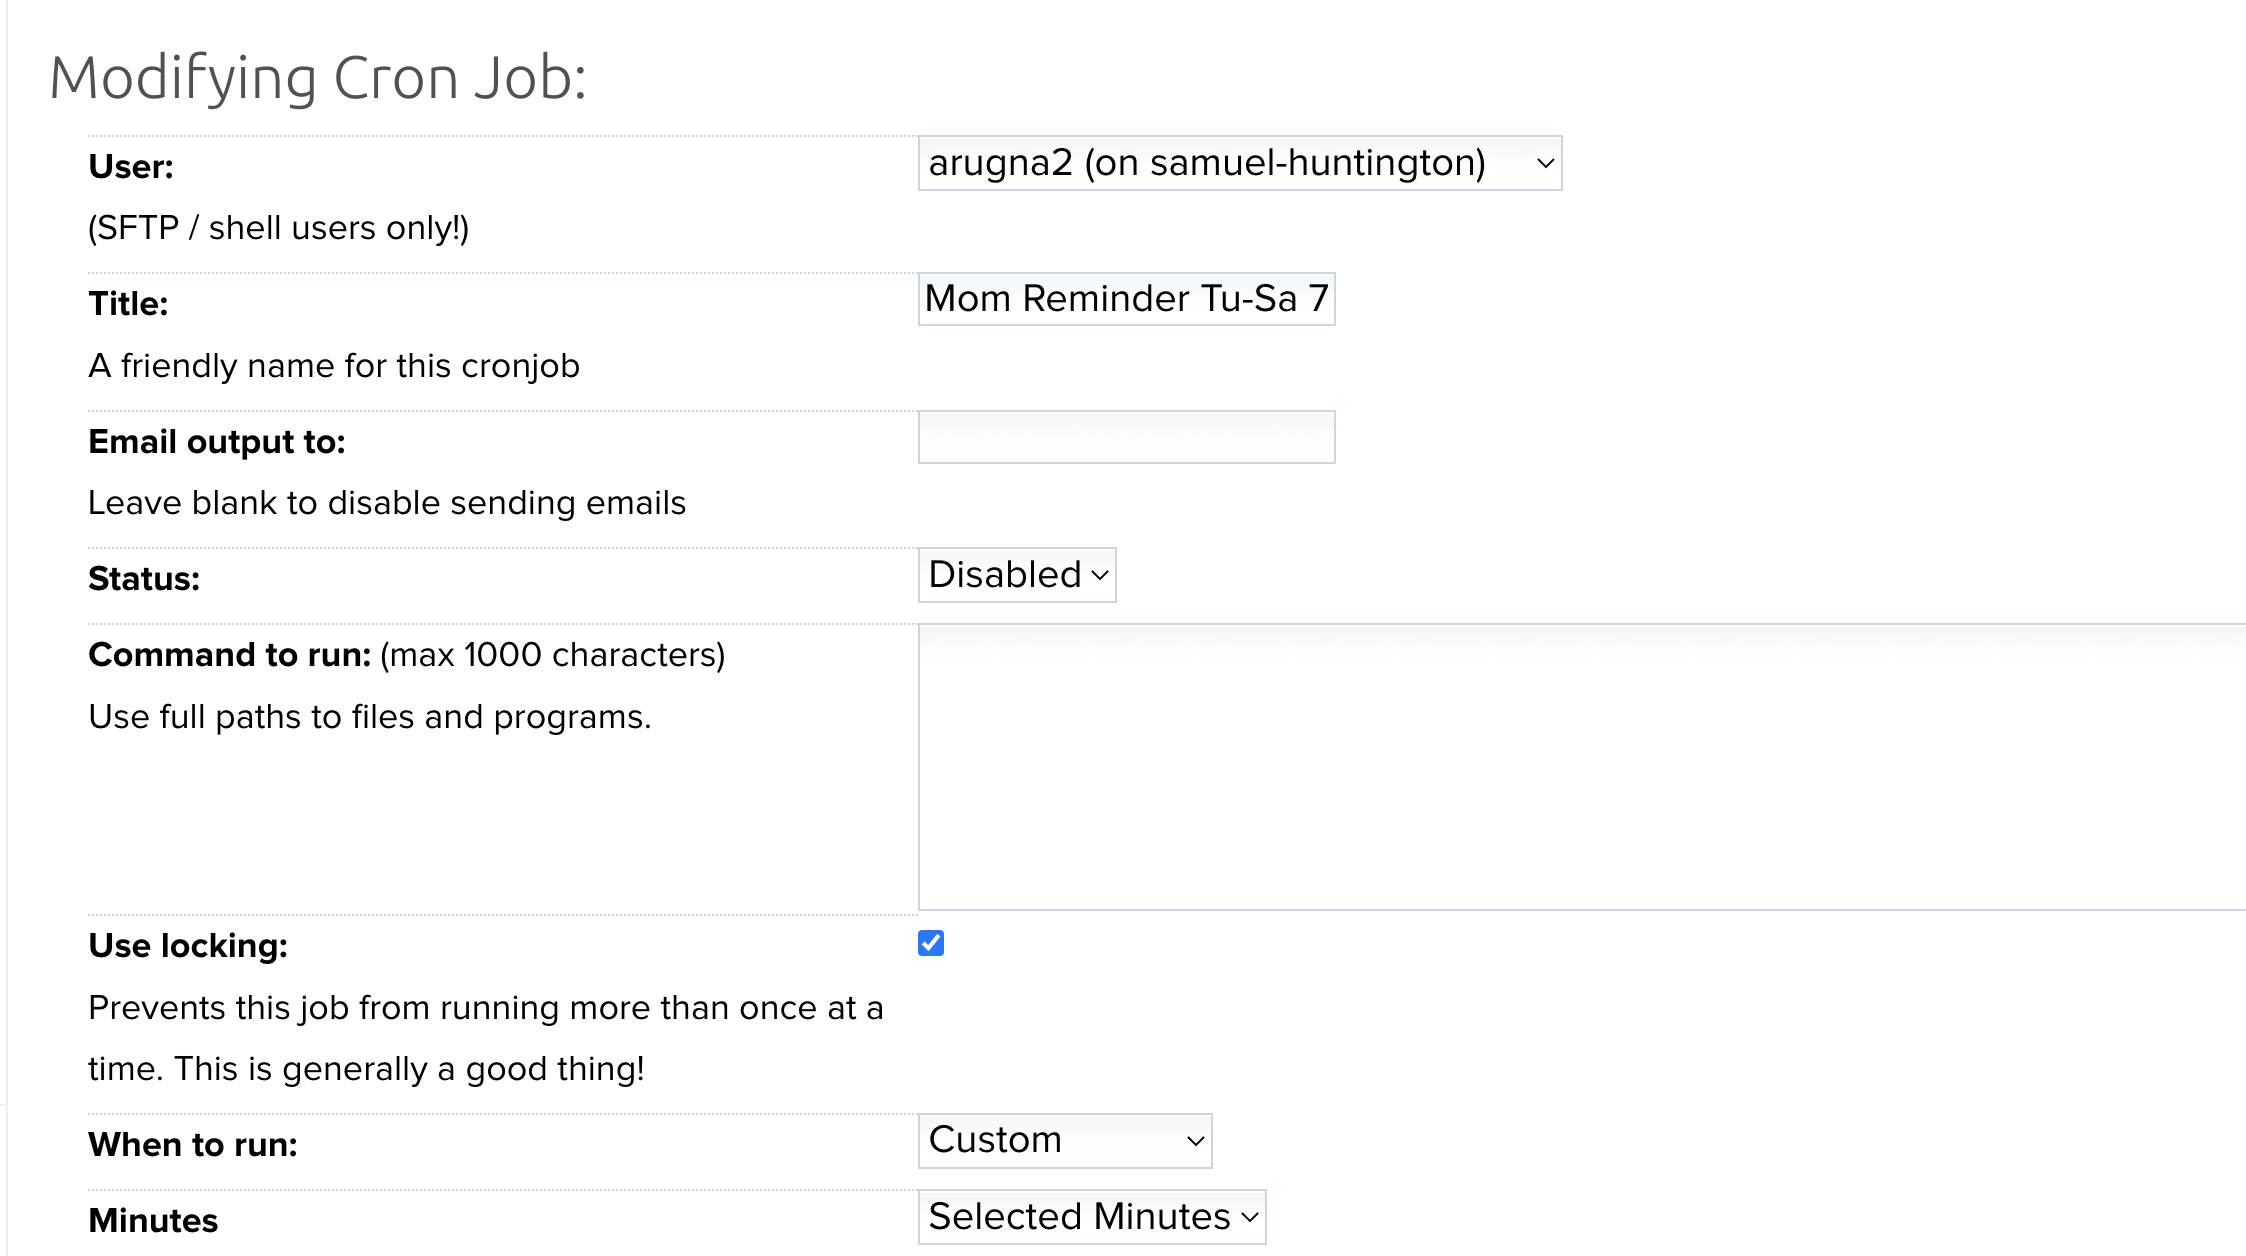 Modifying Cron Job:
User:
arugna2 (on samuel-huntington)
(SFTP / shell users only!)
Title:
Mom Reminder Tu-Sa 7
A friendly name for this cronjob
Email output to:
Leave blank to disable sending emails
Status:
Disabled
Command to run: (max 1000 characters)
Use full paths to files and programs.
Use locking:
Prevents this job from running more than once at a
time. This is generally a good thing!
When to run:
Custom
Minutes
Selected Minutes